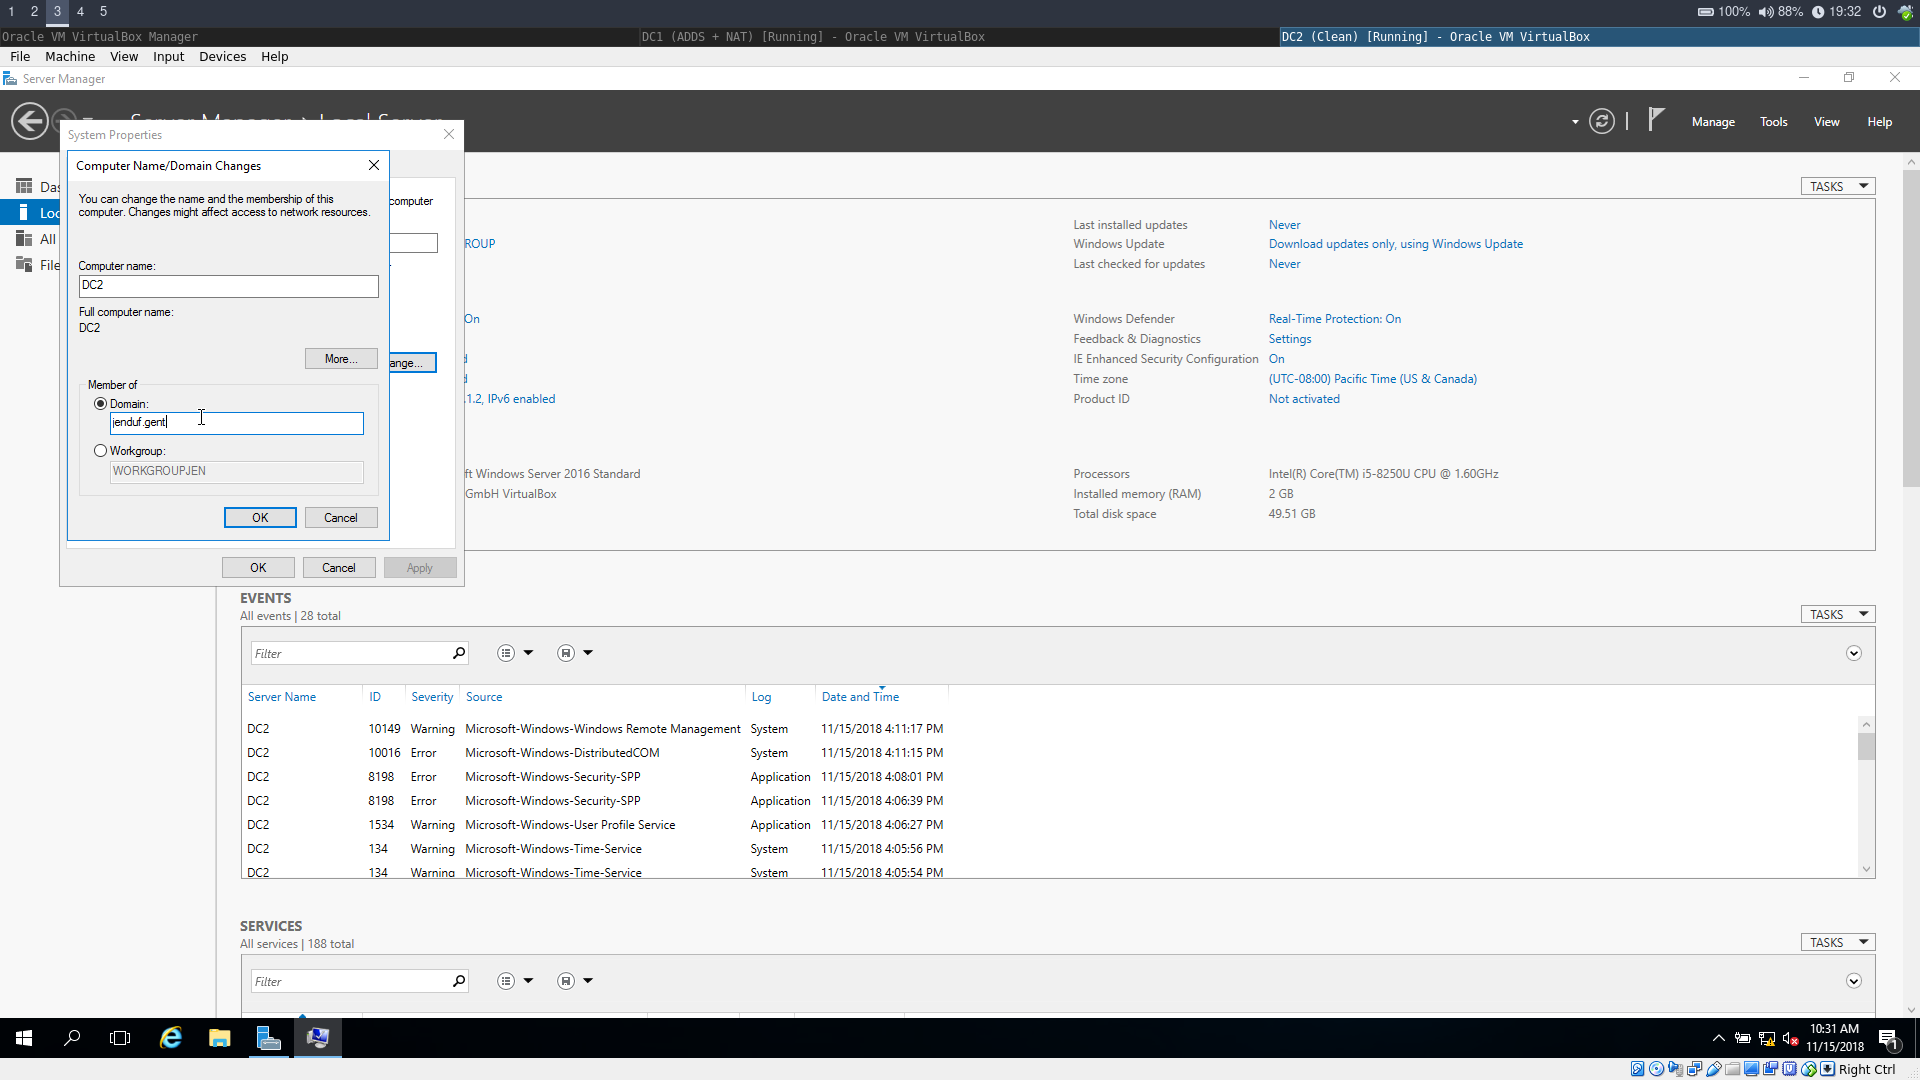 1 2 3 4 5
100% 88% 19:32
Oracle VM VirtualBox Manager
DC1 (ADDS + NAT) [Running] - Oracle VM VirtualBox
DC2 (Clean) [Running] - Oracle VM VirtualBox
File Machine View Input Devices Help
Server Manager
Manage Tools View Help
System Properties
Computer Name/Domain Changes
You can change the name and the membership of this
computer. Changes might affect access to network resources.
Computer name:
DC2
Full computer name:
DC2
More...
Member of
Domain:
jenduf.gent
Workgroup:
WORKGROUPJEN
OK Cancel
OK Cancel Apply
computer
ange...
Das
Loc
All
File
TASKS
ROUP
On
.1.2, IPv6 enabled
ft Windows Server 2016 Standard
GmbH VirtualBox
Last installed updates Never
Windows Update Download updates only, using Windows Update
Last checked for updates Never
Windows Defender Real-Time Protection: On
Feedback & Diagnostics Settings
IE Enhanced Security Configuration On
Time zone (UTC-08:00) Pacific Time (US & Canada)
Product ID Not activated
Processors Intel(R) Core(TM) i5-8250U CPU @ 1.60GHz
Installed memory (RAM) 2 GB
Total disk space 49.51 GB
EVENTS
All events | 28 total
TASKS
Filter
Server Name ID Severity Source Log Date and Time
DC2 10149 Warning Microsoft-Windows-Windows Remote Management System 11/15/2018 4:11:17 PM
DC2 10016 Error Microsoft-Windows-DistributedCOM System 11/15/2018 4:11:15 PM
DC2 8198 Error Microsoft-Windows-Security-SPP Application 11/15/2018 4:08:01 PM
DC2 8198 Error Microsoft-Windows-Security-SPP Application 11/15/2018 4:06:39 PM
DC2 1534 Warning Microsoft-Windows-User Profile Service Application 11/15/2018 4:06:27 PM
DC2 134 Warning Microsoft-Windows-Time-Service System 11/15/2018 4:05:56 PM
DC2 134 Warning Microsoft-Windows-Time-Service System 11/15/2018 4:05:54 PM
SERVICES
All services | 188 total
TASKS
Filter
10:31 AM
11/15/2018
1
Right Ctrl